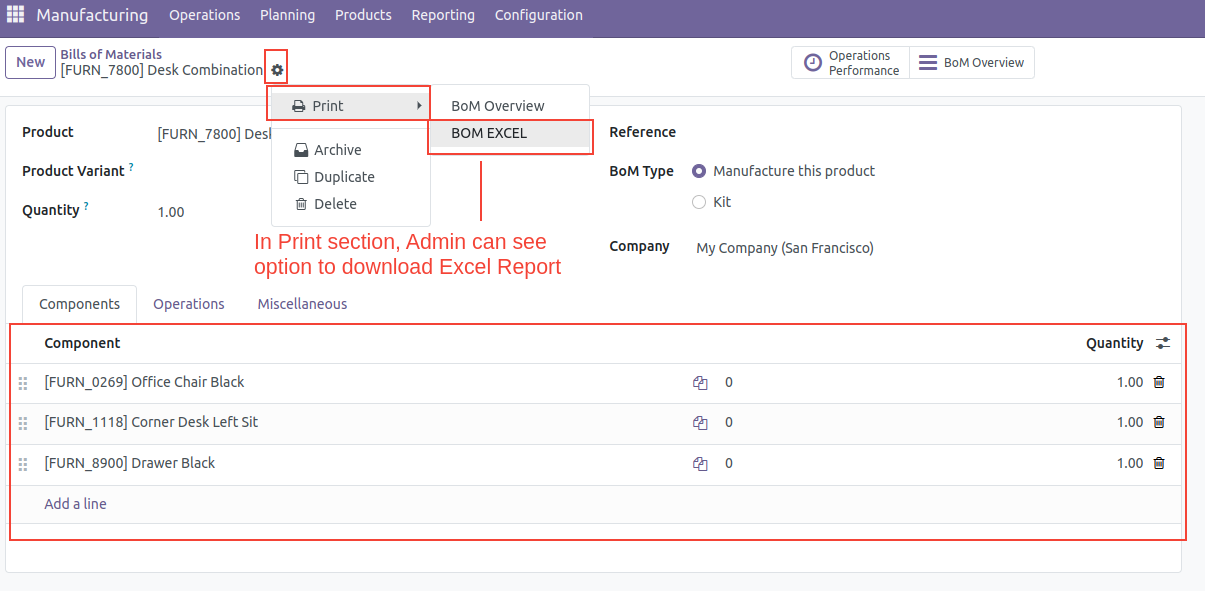 Manufacturing Operations Planning Products Reporting Configuration
New
Bills of Materials
[FURN_7800] Desk Combination
Operations
Performance
BoM Overview
Print
BoM Overview
BOM EXCEL
Archive
Duplicate
Delete
Product [FURN_7800] Des
Product Variant ?
Quantity ? 1.00
Reference
BoM Type Manufacture this product
Kit
Company My Company (San Francisco)
In Print section, Admin can see
option to download Excel Report
Components Operations Miscellaneous
Component Quantity
[FURN_0269] Office Chair Black 0 1.00
[FURN_1118] Corner Desk Left Sit 0 1.00
[FURN_8900] Drawer Black 0 1.00
Add a line